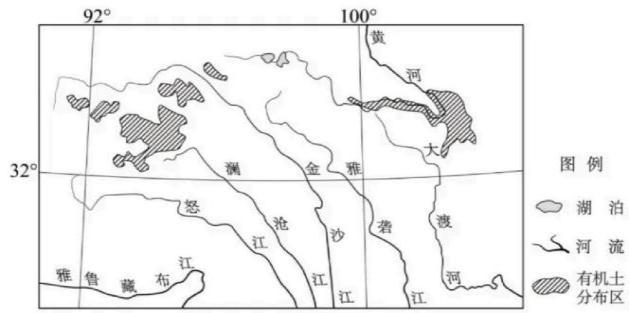 92°
100°
32°
黄河
大渡河
雅砻江
金沙江
澜沧江
怒江
雅鲁藏布江
图例
湖泊
河流
有机土
分布区